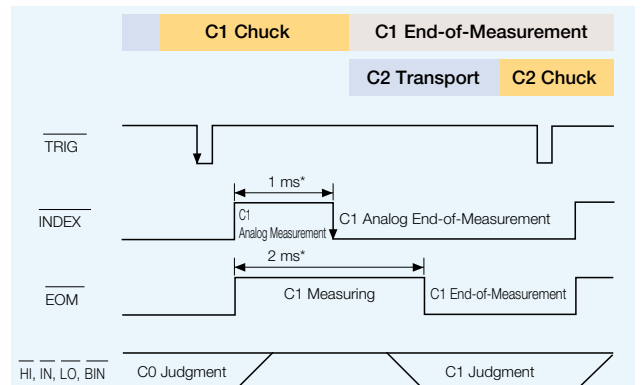 C1 Chuck
C1 End-of-Measurement
C2 Transport
C2 Chuck
TRIG
1 ms*
INDEX
C1
Analog Measurement
C1 Analog End-of-Measurement
2 ms*
EOM
C1 Measuring
C1 End-of-Measurement
HI, IN, LO, BIN
C0 Judgment
C1 Judgment